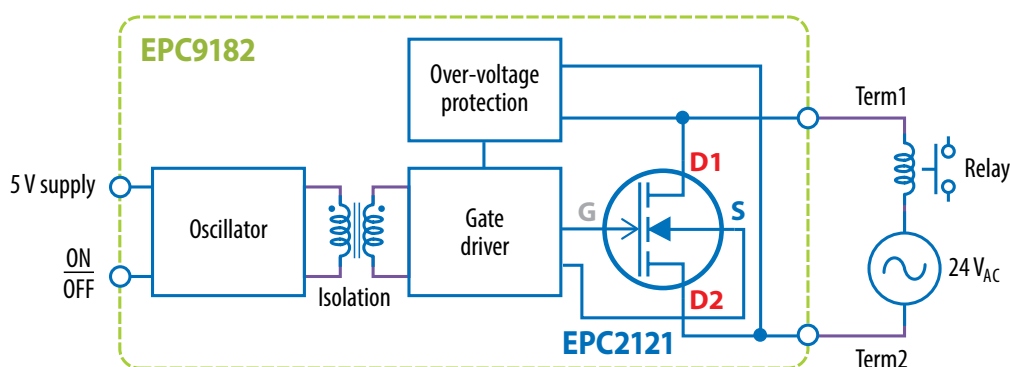 EPC9182
Over-voltage
protection
Term1
D1
5 V supply
Oscillator
Gate
driver
G
S
Relay
ON
OFF
Isolation
D2
24 VAC
EPC2121
Term2